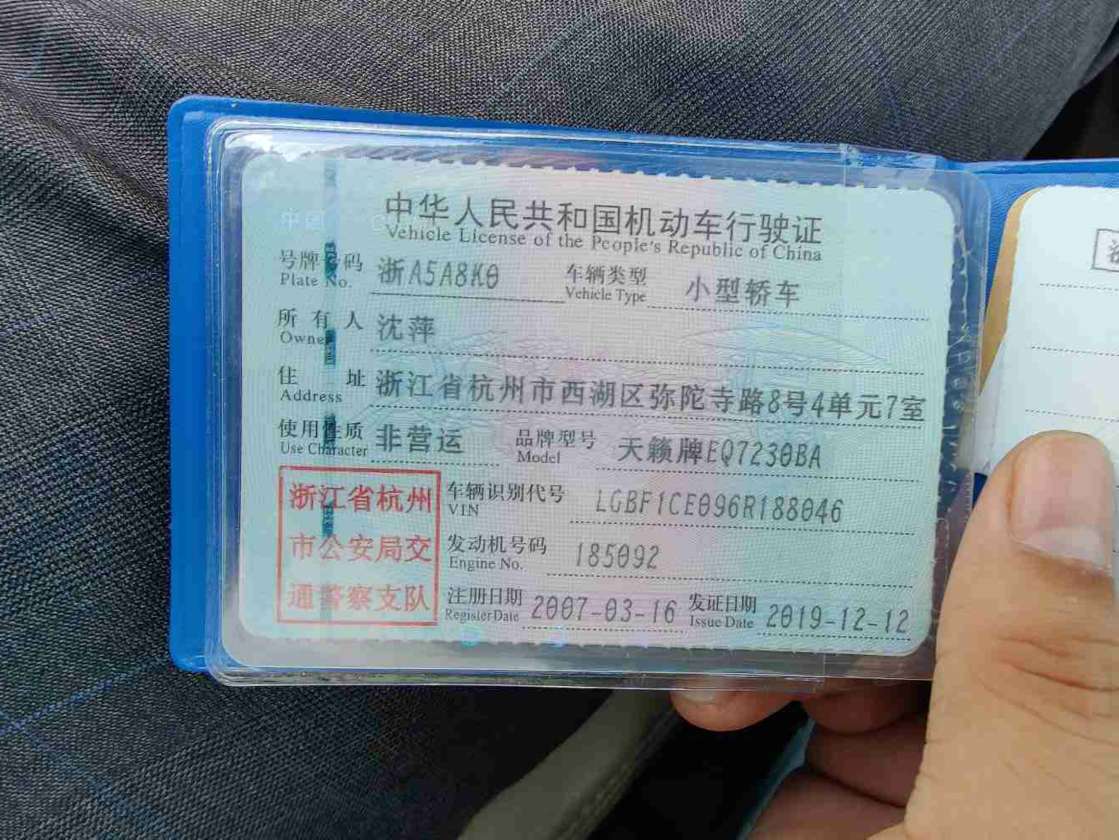 中华人民共和国机动车行驶证
Vehicle License of the People's Republic of China
号牌号码 浙A5A8K0 车辆类型 小型轿车
Plate No. Vehicle Type
所有人 沈萍
Owner
住址 浙江省杭州市西湖区弥陀寺路8号4单元7室
Address
使用性质 非营运 品牌型号 天籁牌EQ7230BA
Use Character Model
浙江省杭州
市公安局交
通警察支队
车辆识别代号 LGBF1CE096R188046
VIN
发动机号码 185092
Engine No.
注册日期 2007-03-16 发证日期 2019-12-12
Register Date Issue Date